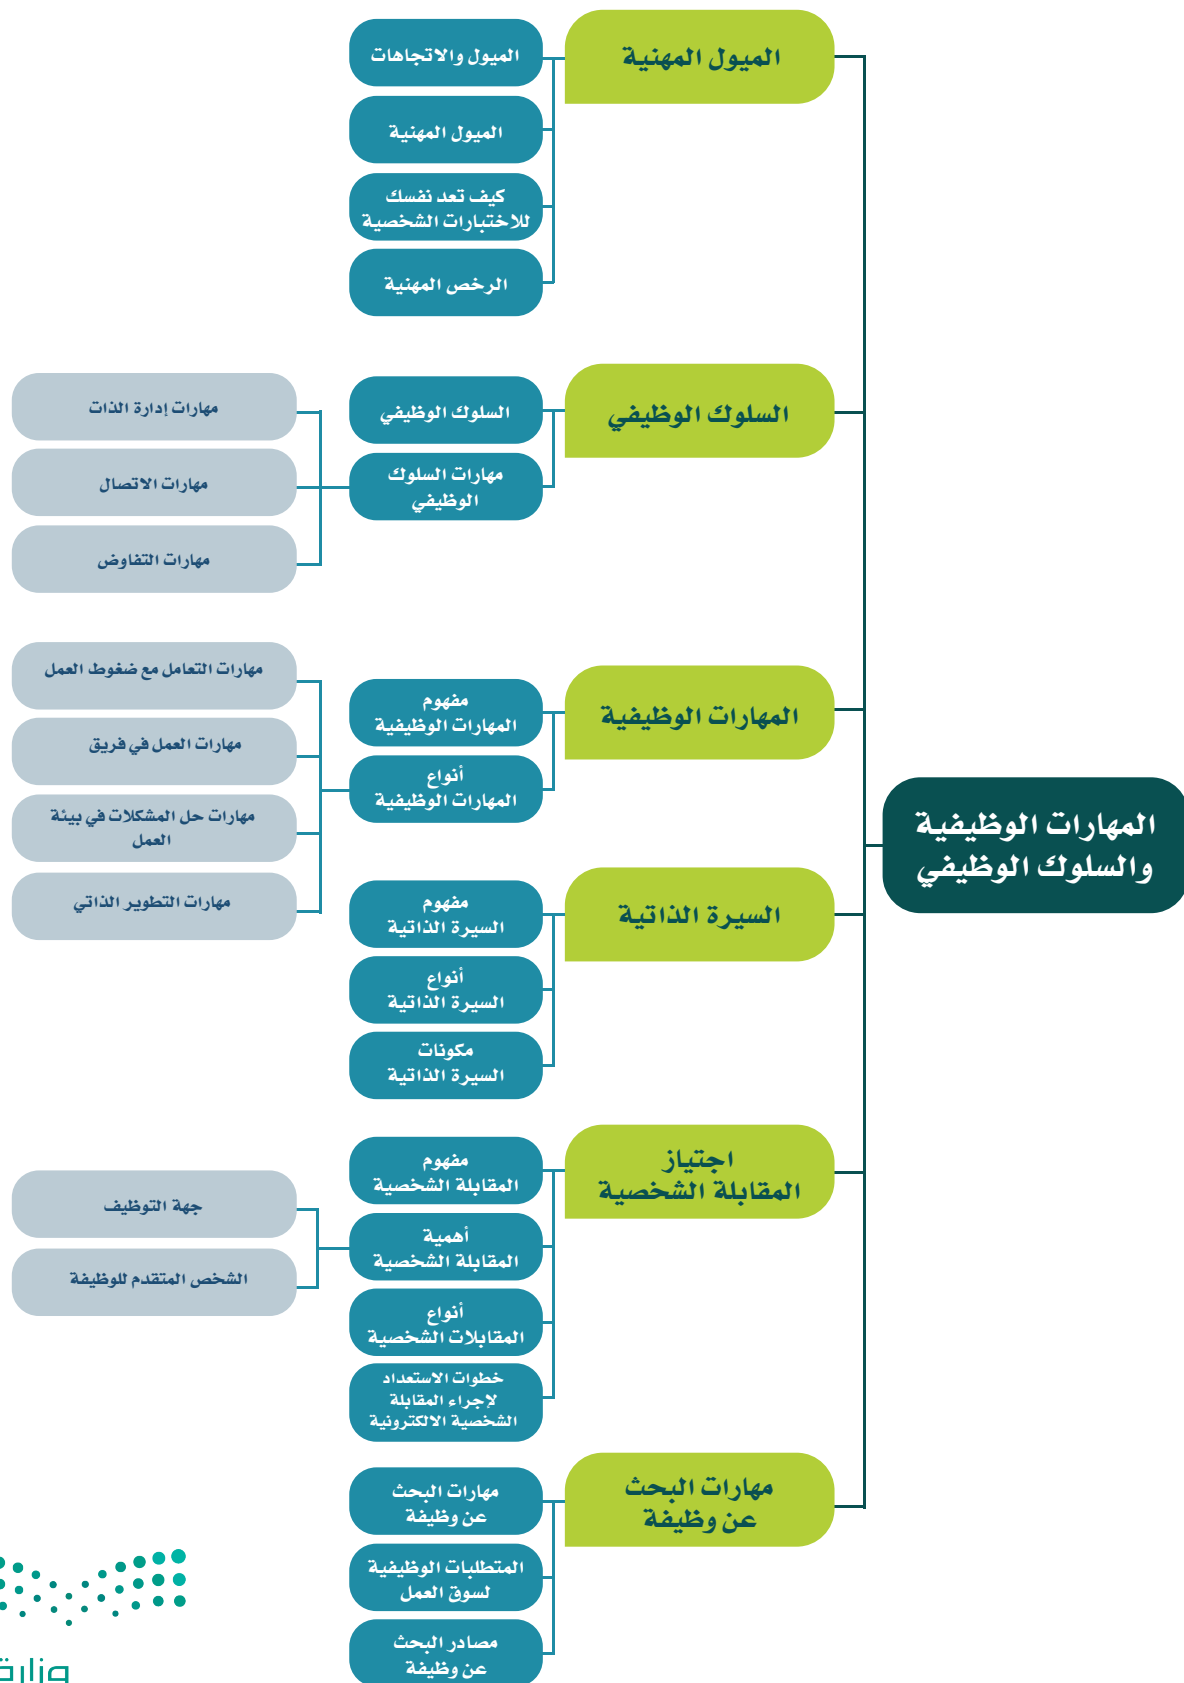 المهارات الوظيفية
والسلوك الوظيفي
الميول المهنية
الميول والاتجاهات
الميول المهنية
كيف تعد نفسك
للاختبارات الشخصية
الرخص المهنية
السلوك الوظيفي
السلوك الوظيفي
مهارات السلوك
الوظيفي
مهارات إدارة الذات
مهارات الاتصال
مهارات التفاوض
المهارات الوظيفية
مفهوم
المهارات الوظيفية
أنواع
المهارات الوظيفية
مهارات التعامل مع ضغوط العمل
مهارات العمل في فريق
مهارات حل المشكلات في بيئة
العمل
مهارات التطوير الذاتي
السيرة الذاتية
مفهوم
السيرة الذاتية
أنواع
السيرة الذاتية
مكونات
السيرة الذاتية
اجتياز
المقابلة الشخصية
مفهوم
المقابلة الشخصية
أهمية
المقابلة الشخصية
جهة التوظيف
الشخص المتقدم للوظيفة
أنواع
المقابلات الشخصية
خطوات الاستعداد
لإجراء المقابلة
الشخصية الالكترونية
مهارات البحث
عن وظيفة
مهارات البحث
عن وظيفة
المتطلبات الوظيفية
لسوق العمل
مصادر البحث
عن وظيفة
وزارة